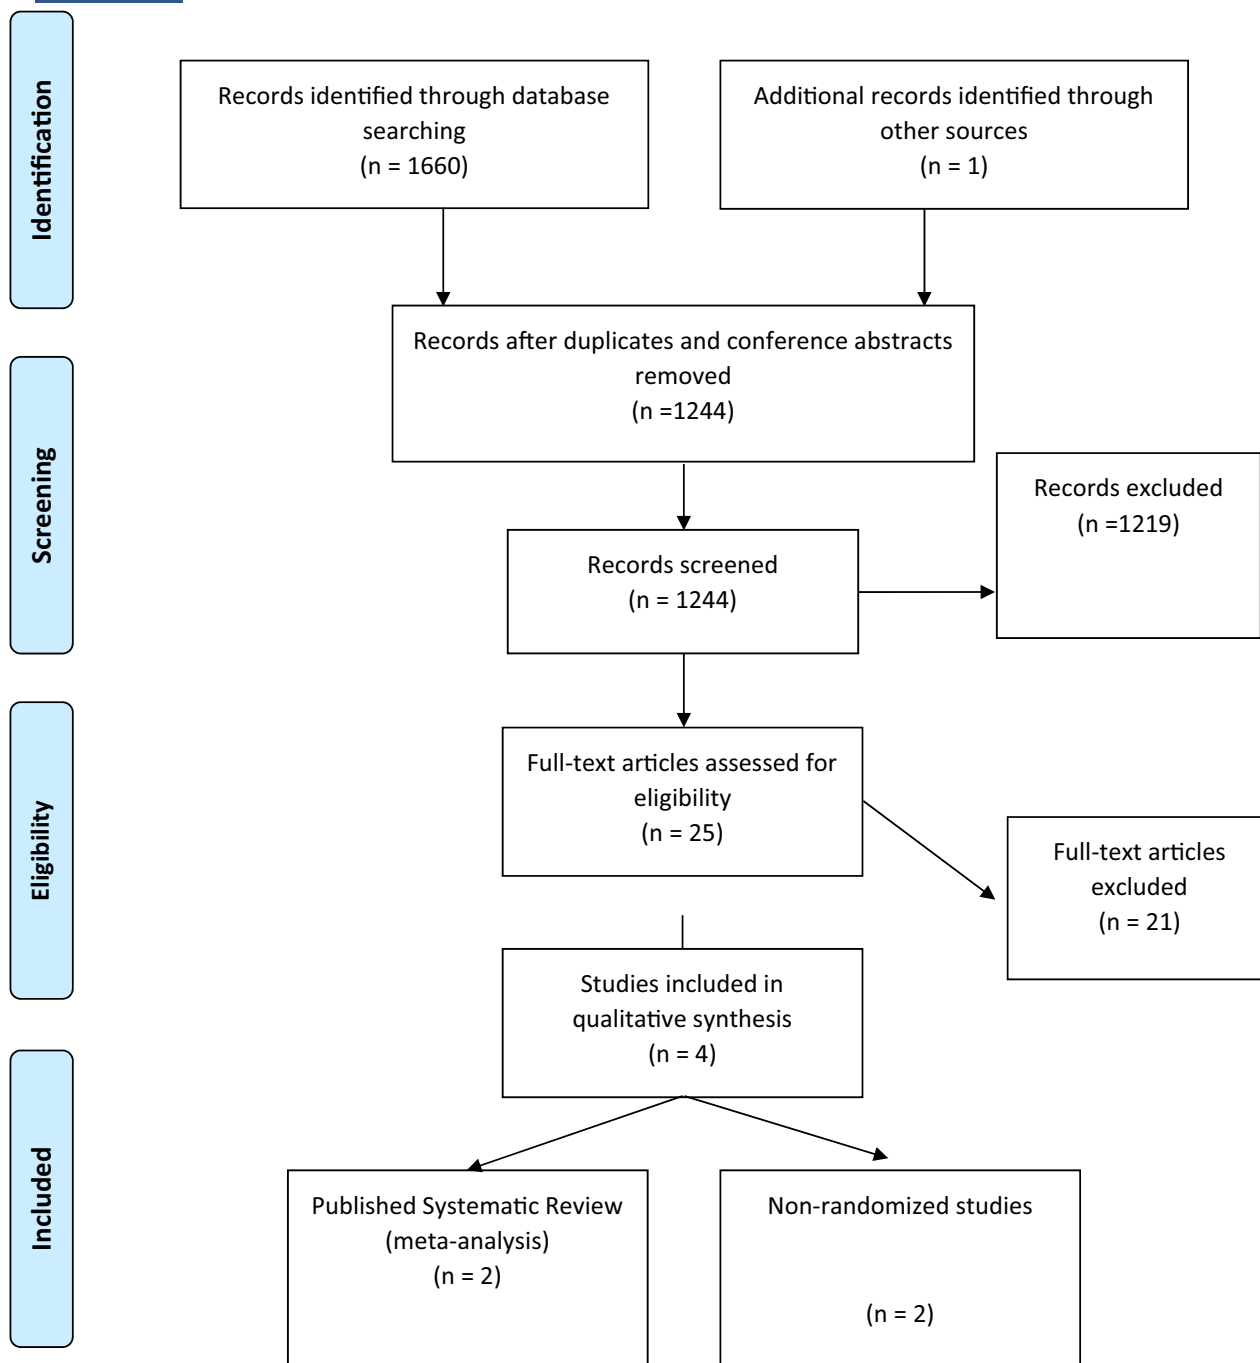 Identification
Records identified through database
searching
(n = 1660)
Additional records identified through
other sources
(n = 1)
Records after duplicates and conference abstracts
removed
(n =1244)
Screening
Records screened
(n = 1244)
Records excluded
(n =1219)
Eligibility
Full-text articles assessed for
eligibility
(n = 25)
Full-text articles
excluded
(n = 21)
Studies included in
qualitative synthesis
(n = 4)
Included
Published Systematic Review
(meta-analysis)
(n = 2)
Non-randomized studies
(n = 2)